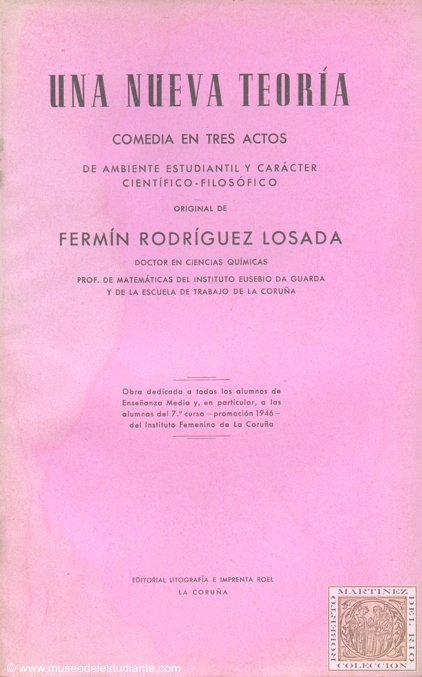 UNA NUEVA TEORÍA
COMEDIA EN TRES ACTOS
DE AMBIENTE ESTUDIANTIL Y CARÁCTER
CIENTÍFICO-FILOSÓFICO
ORIGINAL DE
FERMÍN RODRÍGUEZ LOSADA
DOCTOR EN CIENCIAS QUÍMICAS
PROF. DE MATEMÁTICAS DEL INSTITUTO EUSEBIO DA GUARDA
Y DE LA ESCUELA DE TRABAJO DE LA CORUÑA
Obra dedicada a todos los alumnos de
Enseñanza Media y, en particular, a las
alumnas del 7.º curso —promoción 1946—
del Instituto Femenino de La Coruña
EDITORIAL LITOGRAFÍA E IMPRENTA ROEL
LA CORUÑA
ROBERTO
MARTINEZ
DEL RIO
COLECCION
© www.museodelestudiante.com